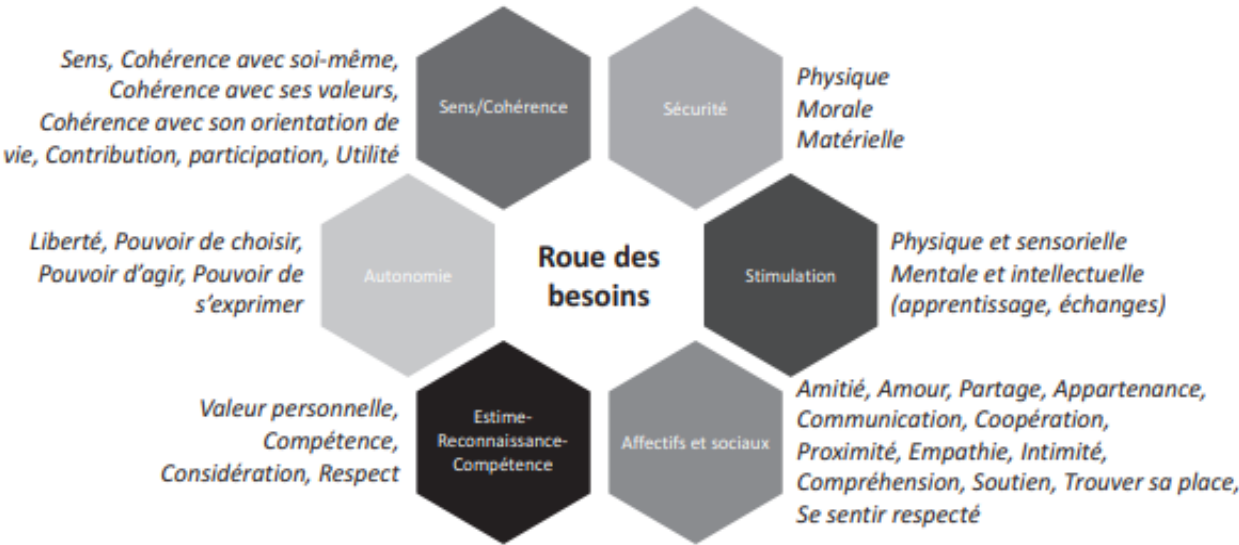 Sens, Cohérence avec soi-même,
Cohérence avec ses valeurs,
Cohérence avec son orientation de
vie, Contribution, participation, Utilité
Sens/Cohérence
Sécurité
Physique
Morale
Matérielle
Liberté, Pouvoir de choisir,
Pouvoir d'agir, Pouvoir de
s'exprimer
Autonomie
Roue des
besoins
Stimulation
Physique et sensorielle
Mentale et intellectuelle
(apprentissage, échanges)
Valeur personnelle,
Compétence,
Considération, Respect
Estime-
Reconnaissance-
Compétence
Affectifs et sociaux
Amitié, Amour, Partage, Appartenance,
Communication, Coopération,
Proximité, Empathie, Intimité,
Compréhension, Soutien, Trouver sa place,
Se sentir respecté